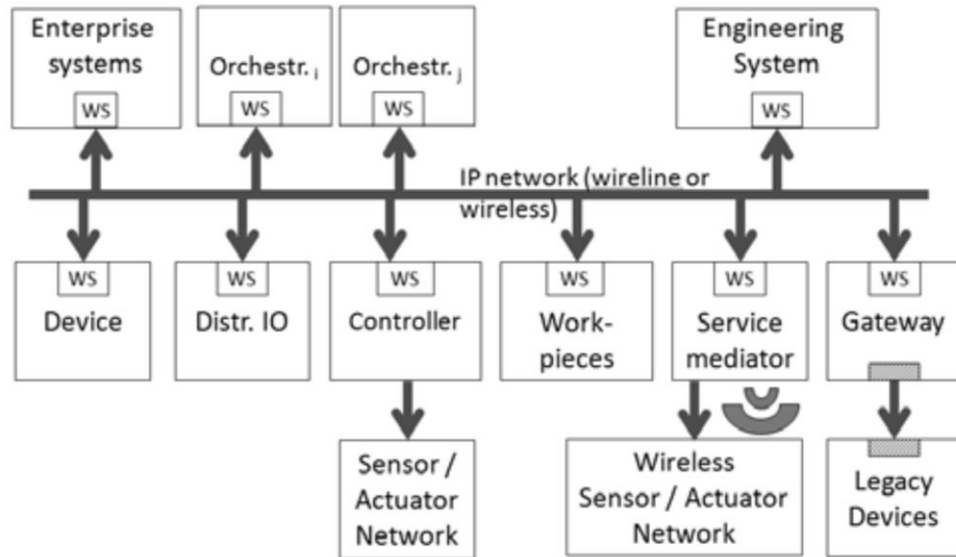 Enterprise
systems
WS
Orchestr. i
WS
Orchestr. j
WS
Engineering
System
WS
IP network (wireline or
wireless)
WS
Device
WS
Distr. IO
WS
Controller
WS
Work-
pieces
WS
Service
mediator
WS
Gateway
Sensor /
Actuator
Network
Wireless
Sensor / Actuator
Network
Legacy
Devices